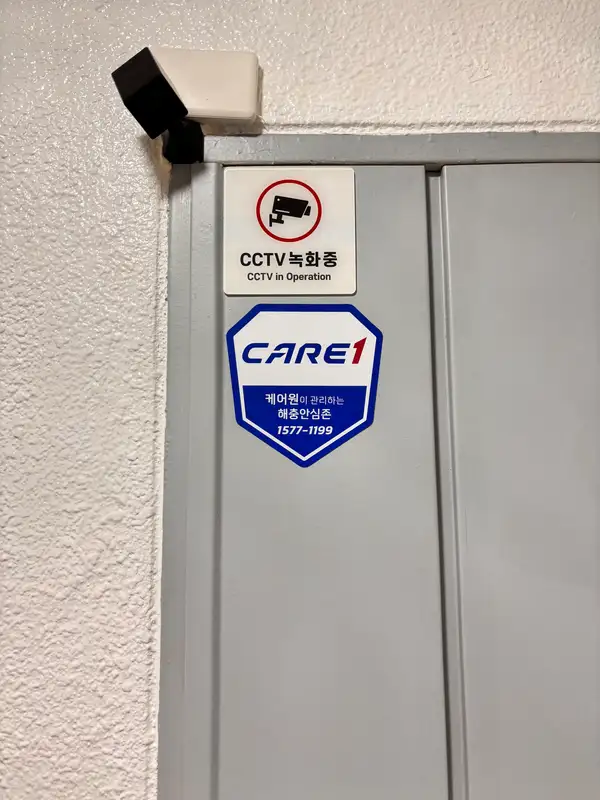 CCTV 녹화중
CCTV in Operation
CARE1
케어원이 관리하는
해충안심존
1577-1199